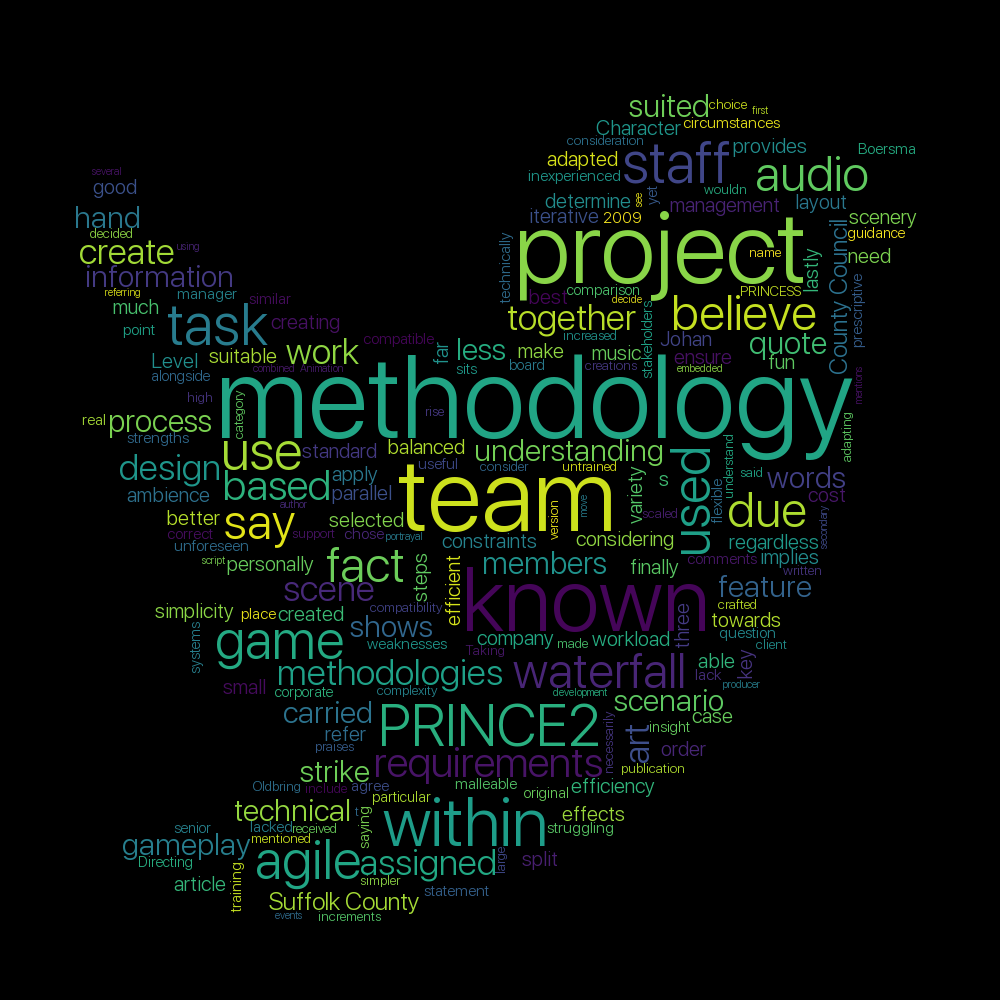 suited
choice
first
Character
circumstances
consideration
provides
Boersma
staff
adapted
audio
several
inexperienced
good
wouldn
determine
see
yet
management
layout
hand
iterative
2009
scenery
decided
project
County Council
guidance
technically
create
using
name
need
lastly
information
best
comparison
PRINCESS
prescriptive
referring
manager
similar
decide
believe
much
together
stakeholders
task
creating
point
increased
Johan
quote
compatible
far
less
make
music
ensure
fun
Level
suitable
work
sits
board
creations
embedded
combined
Animation
alongside
methodology
mentions
high
category
rise
real
process
adapting
strengths
standard
balanced
understanding
use
useful
consider
untrained
understand
design
apply
s
said
words
based
parallel
team
variety
used
flexible
ambience
cost
author
move
scaled
due
better
say
selected
version
secondary
correct
support
chose
portrayal
constraints
considering
regardless
unforeseen
fact
members
comments
implies
script
personally
steps
finally
written
scene
efficient
known
feature
simplicity
place
created
compatibility
crafted
towards
shows
three
systems
game
weaknesses
company
made
workload
question
client
Taking
waterfall
able
key
methodologies
lack
small
corporate
complexity
development
producer
scenario
carried
PRINCE2
case
refer
art
insight
praises
necessarily
order
strike
requirements
publication
Oldbring
include
agree
malleable
efficiency
particular
original
technical
t
within
effects
senior
lacked
received
saying
struggling
mentioned
gameplay
agile
assigned
large
split
Directing
article
training
simpler
statement
Suffolk County
events
increments